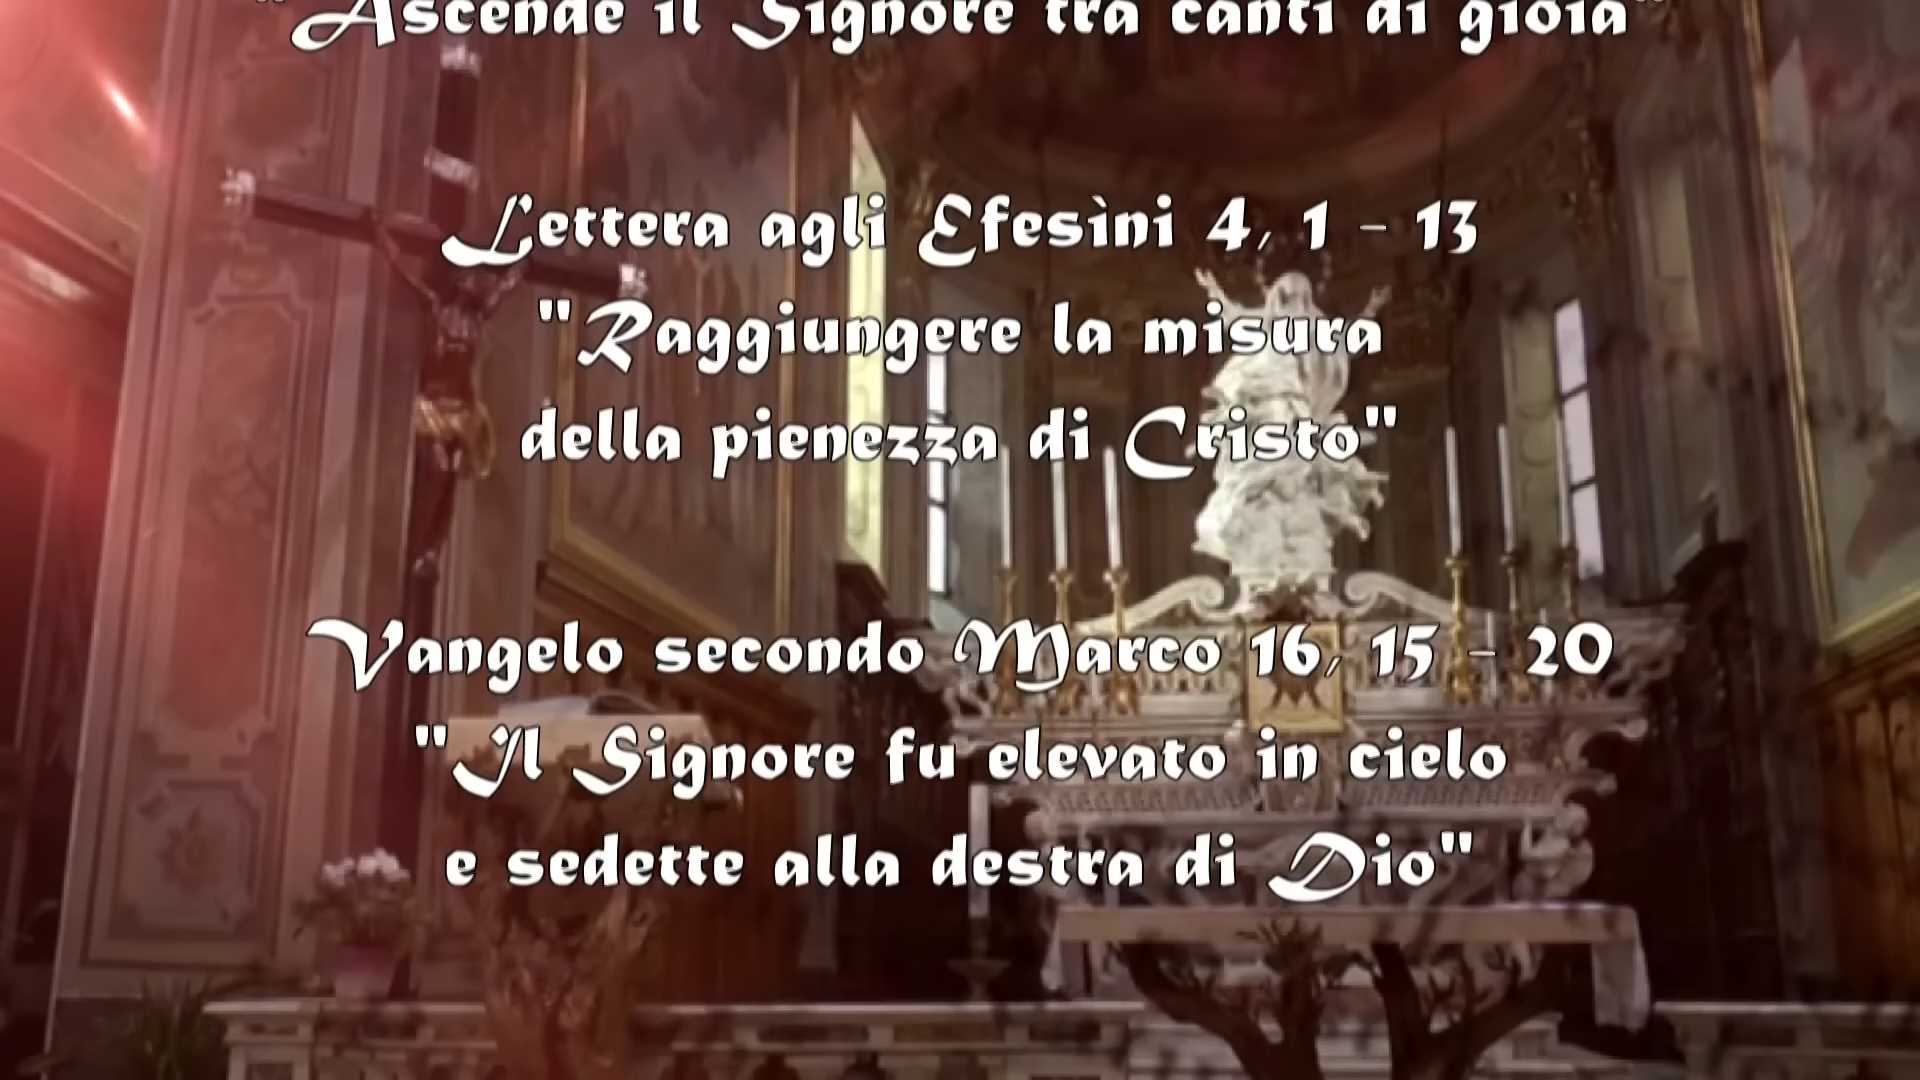 "Ascende il Signore tra canti di gioia"
Lettera agli Efesìni 4, 1 - 13
"Raggiungere la misura
della pienezza di Cristo"
Vangelo secondo Marco 16, 15 - 20
"Il Signore fu elevato in cielo
e sedette alla destra di Dio"